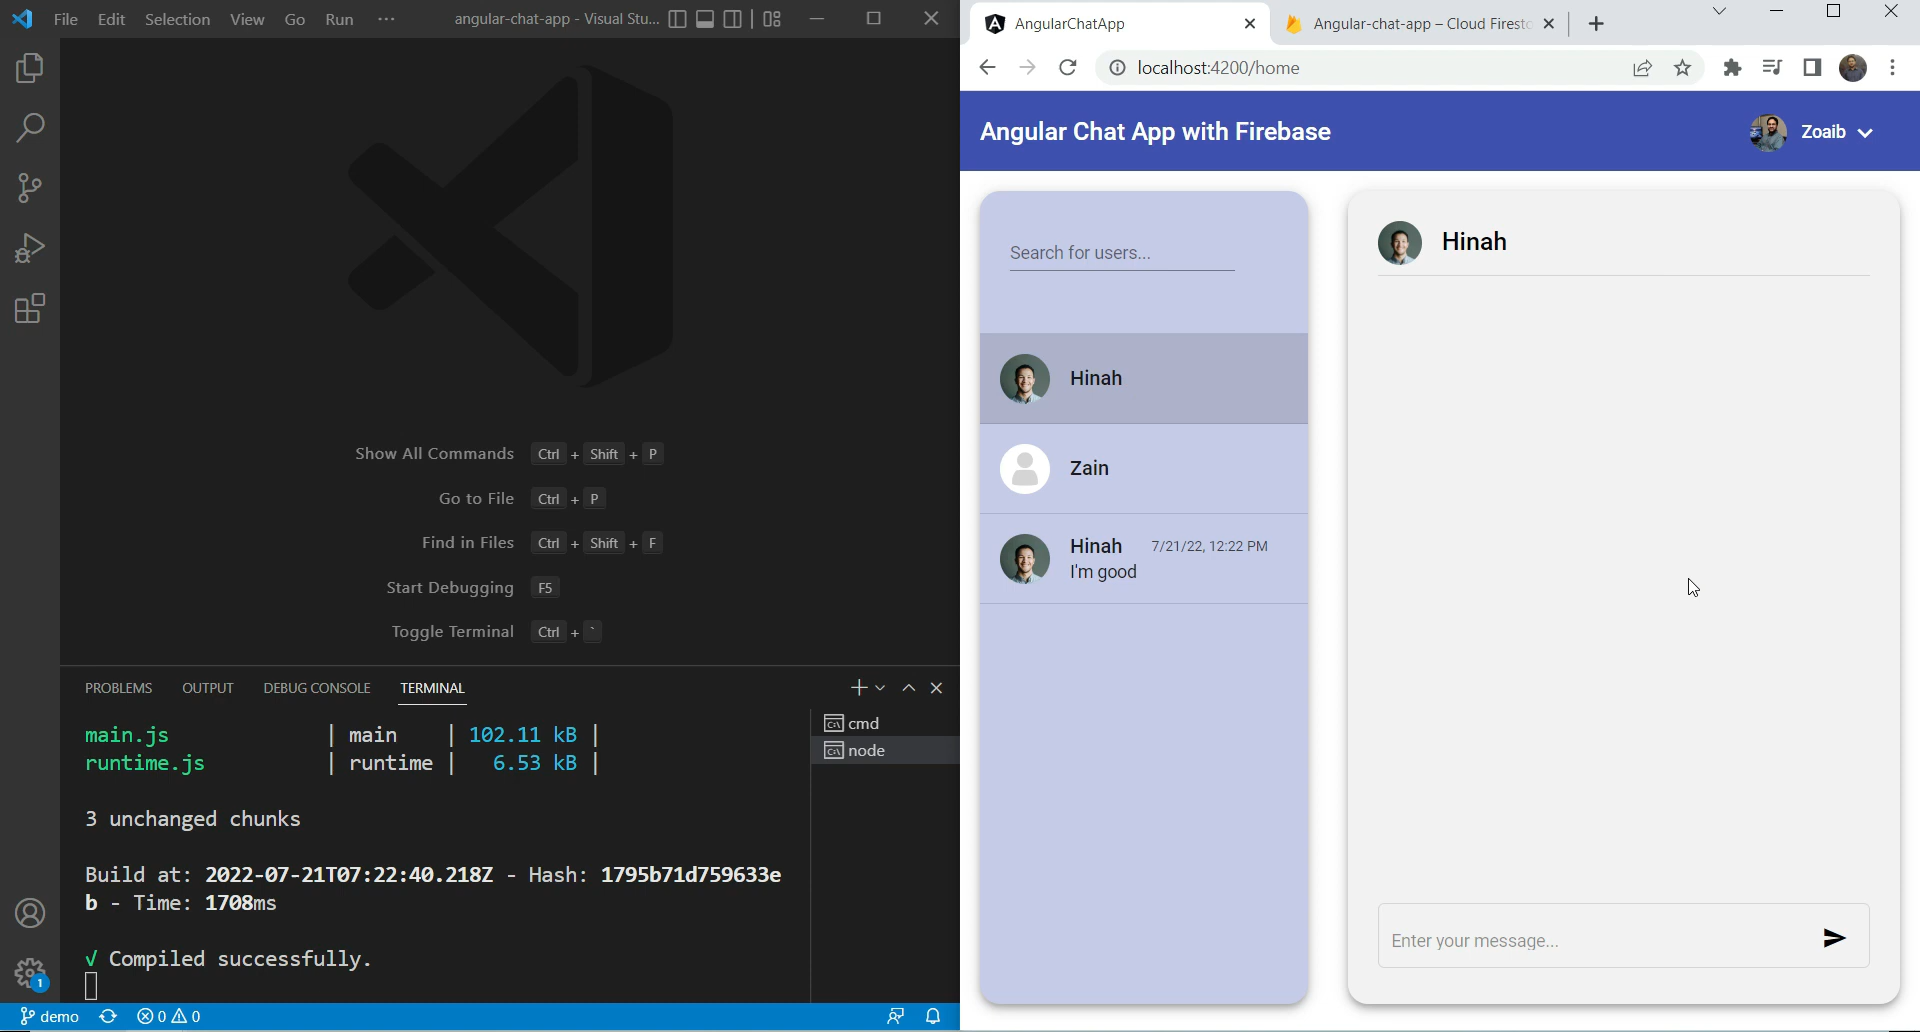 File Edit Selection View Go Run ··· angular-chat-app - Visual Stu...
Show All Commands Ctrl + Shift + P
Go to File Ctrl + P
Find in Files Ctrl + Shift + F
Start Debugging F5
Toggle Terminal Ctrl + `
PROBLEMS OUTPUT DEBUG CONSOLE TERMINAL
main.js | main | 102.11 kB |
runtime.js | runtime | 6.53 kB |
3 unchanged chunks
Build at: 2022-07-21T07:22:40.218Z - Hash: 1795b71d759633e
b - Time: 1708ms
√ Compiled successfully.
cmd
node
1
demo 0 0
AngularChatApp
Angular-chat-app – Cloud Firesto
localhost:4200/home
Angular Chat App with Firebase
Zoaib
Search for users...
Hinah
Zain
Hinah 7/21/22, 12:22 PM
I'm good
Hinah
Enter your message...